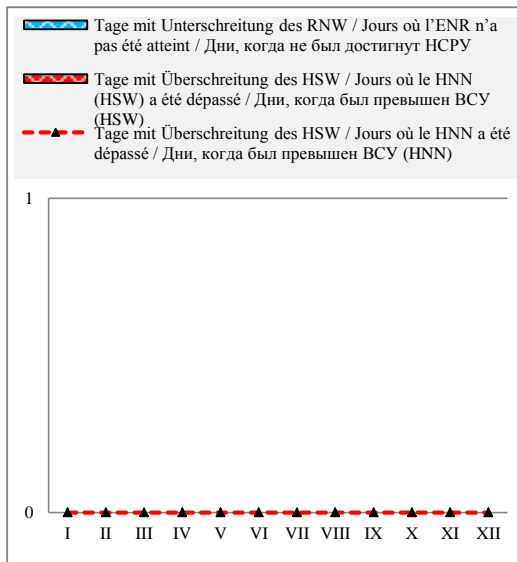 Tage mit Unterschreitung des RNW / Jours où l’ENR n’a
pas été atteint / Дни, когда не был достигнут НСРУ
Tage mit Überschreitung des HSW / Jours où le HNN
(HSW) a été dépassé / Дни, когда был превышен ВСУ
(HSW)
Tage mit Überschreitung des HSW / Jours où le HNN a été
dépassé / Дни, когда был превышен ВСУ (HNN)
1
0
I II III IV V VI VII VIII IX X XI XII